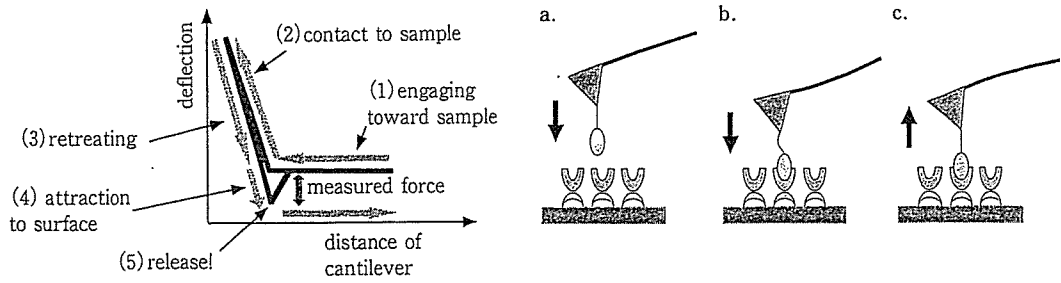 deflection
(2) contact to sample
(1) engaging
toward sample
(3) retreating
(4) attraction
to surface
measured force
(5) release!
distance of
cantilever
a.
b.
c.